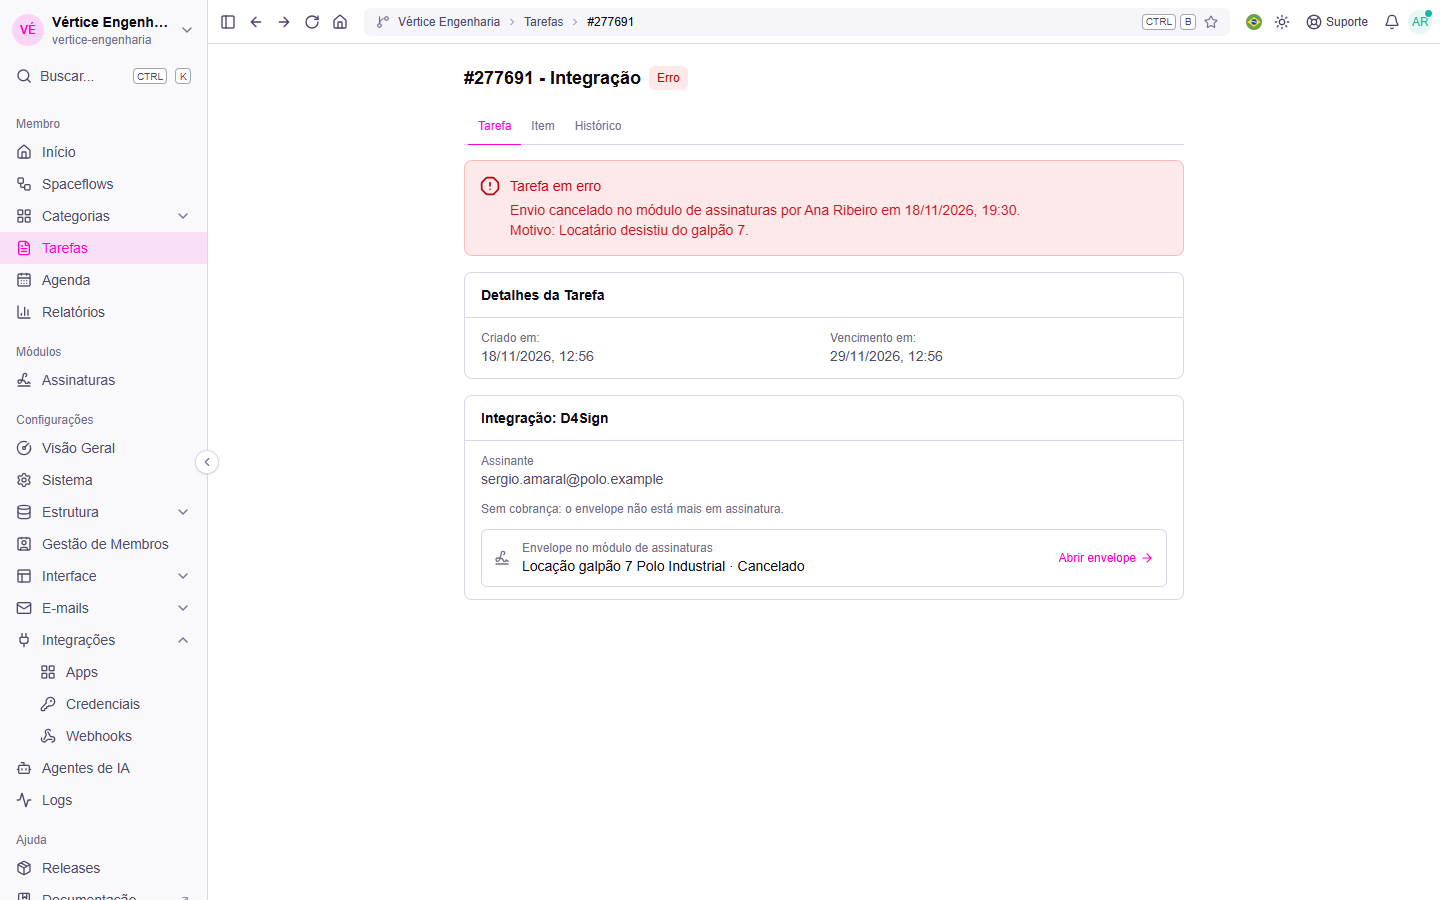 VÉ
Vértice Engenh...
vertice-engenharia
Buscar...
CTRL K
Membro
Início
Spaceflows
Categorias
Tarefas
Agenda
Relatórios
Módulos
Assinaturas
Configurações
Visão Geral
Sistema
Estrutura
Gestão de Membros
Interface
E-mails
Integrações
Apps
Credenciais
Webhooks
Agentes de IA
Logs
Ajuda
Releases
Documentação
Vértice Engenharia > Tarefas > #277691
CTRL B
Suporte
AR
#277691 - Integração
Erro
Tarefa Item Histórico
Tarefa em erro
Envio cancelado no módulo de assinaturas por Ana Ribeiro em 18/11/2026, 19:30.
Motivo: Locatário desistiu do galpão 7.
Detalhes da Tarefa
Criado em:
18/11/2026, 12:56
Vencimento em:
29/11/2026, 12:56
Integração: D4Sign
Assinante
sergio.amaral@polo.example
Sem cobrança: o envelope não está mais em assinatura.
Envelope no módulo de assinaturas
Locação galpão 7 Polo Industrial · Cancelado
Abrir envelope →